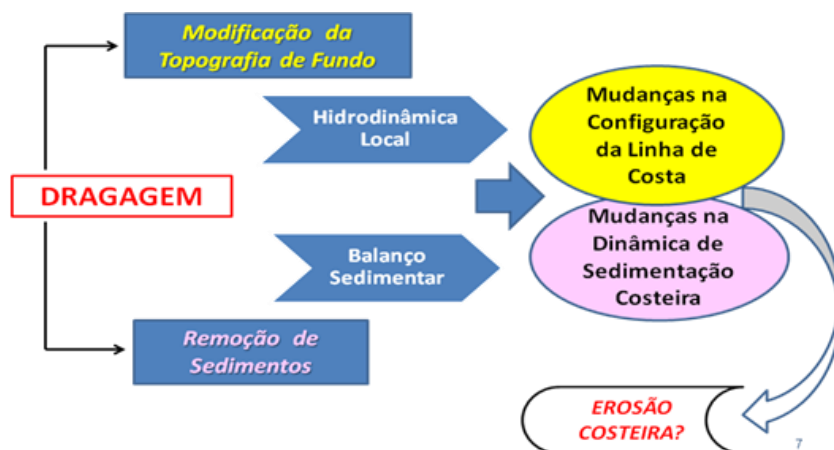 Modificação da
Topografia de Fundo
Hidrodinâmica
Local
Mudanças na
Configuração
da Linha de
Costa
DRAGAGEM
Mudanças na
Dinâmica de
Sedimentação
Costeira
Balanço
Sedimentar
Remoção de
Sedimentos
EROSÃO
COSTEIRA?
7